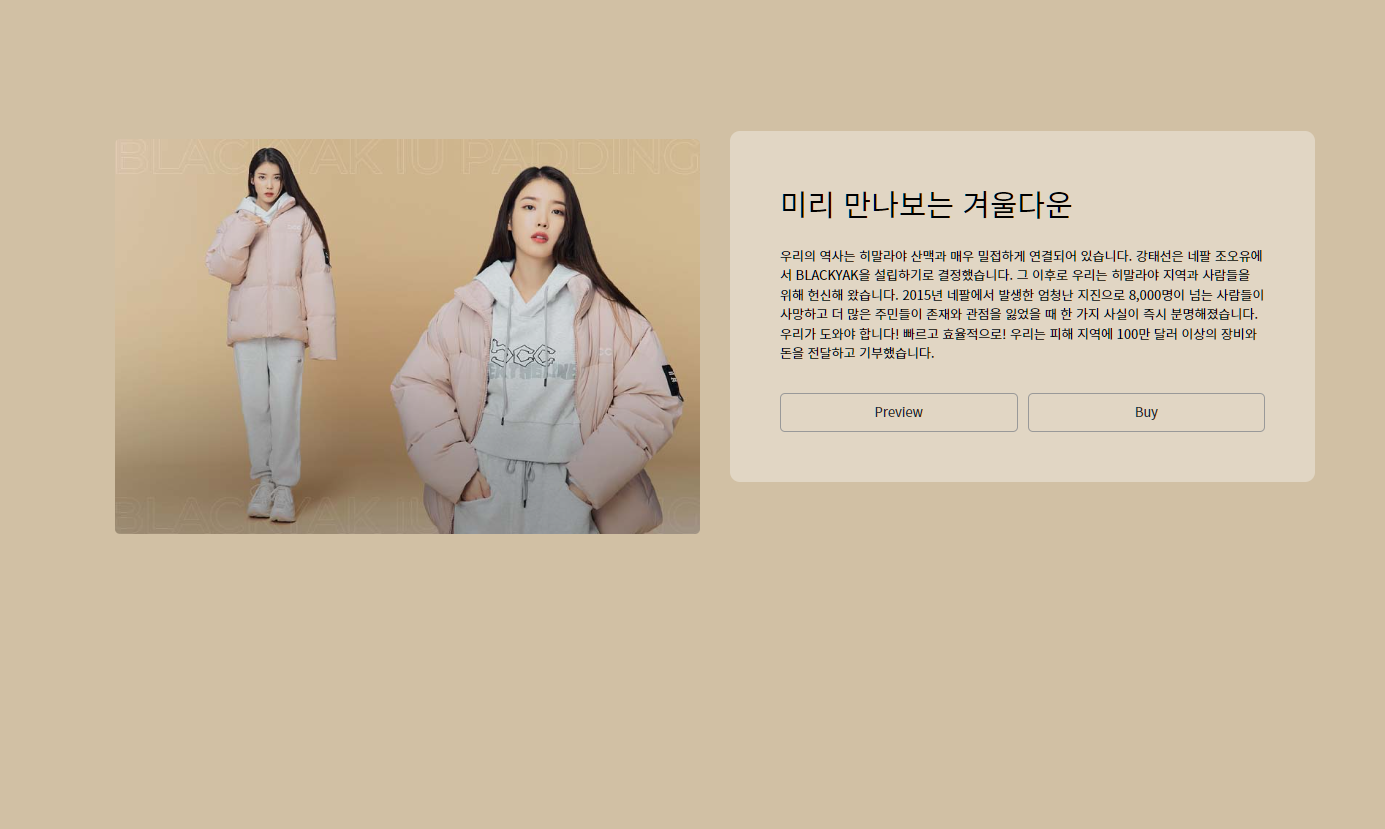 BLACKYAK IU PADDING
bcc
BLACKYAK IU PADDING
미리 만나보는 겨울다운
우리의 역사는 히말라야 산맥과 매우 밀접하게 연결되어 있습니다. 강태선은 네팔 조오유에
서 BLACKYAK을 설립하기로 결정했습니다. 그 이후로 우리는 히말라야 지역과 사람들을
위해 헌신해 왔습니다. 2015년 네팔에서 발생한 엄청난 지진으로 8,000명이 넘는 사람들이
사망하고 더 많은 주민들이 존재와 관점을 잃었을 때 한 가지 사실이 즉시 분명해졌습니다.
우리가 도와야 합니다! 빠르고 효율적으로! 우리는 피해 지역에 100만 달러 이상의 장비와
돈을 전달하고 기부했습니다.
Preview
Buy